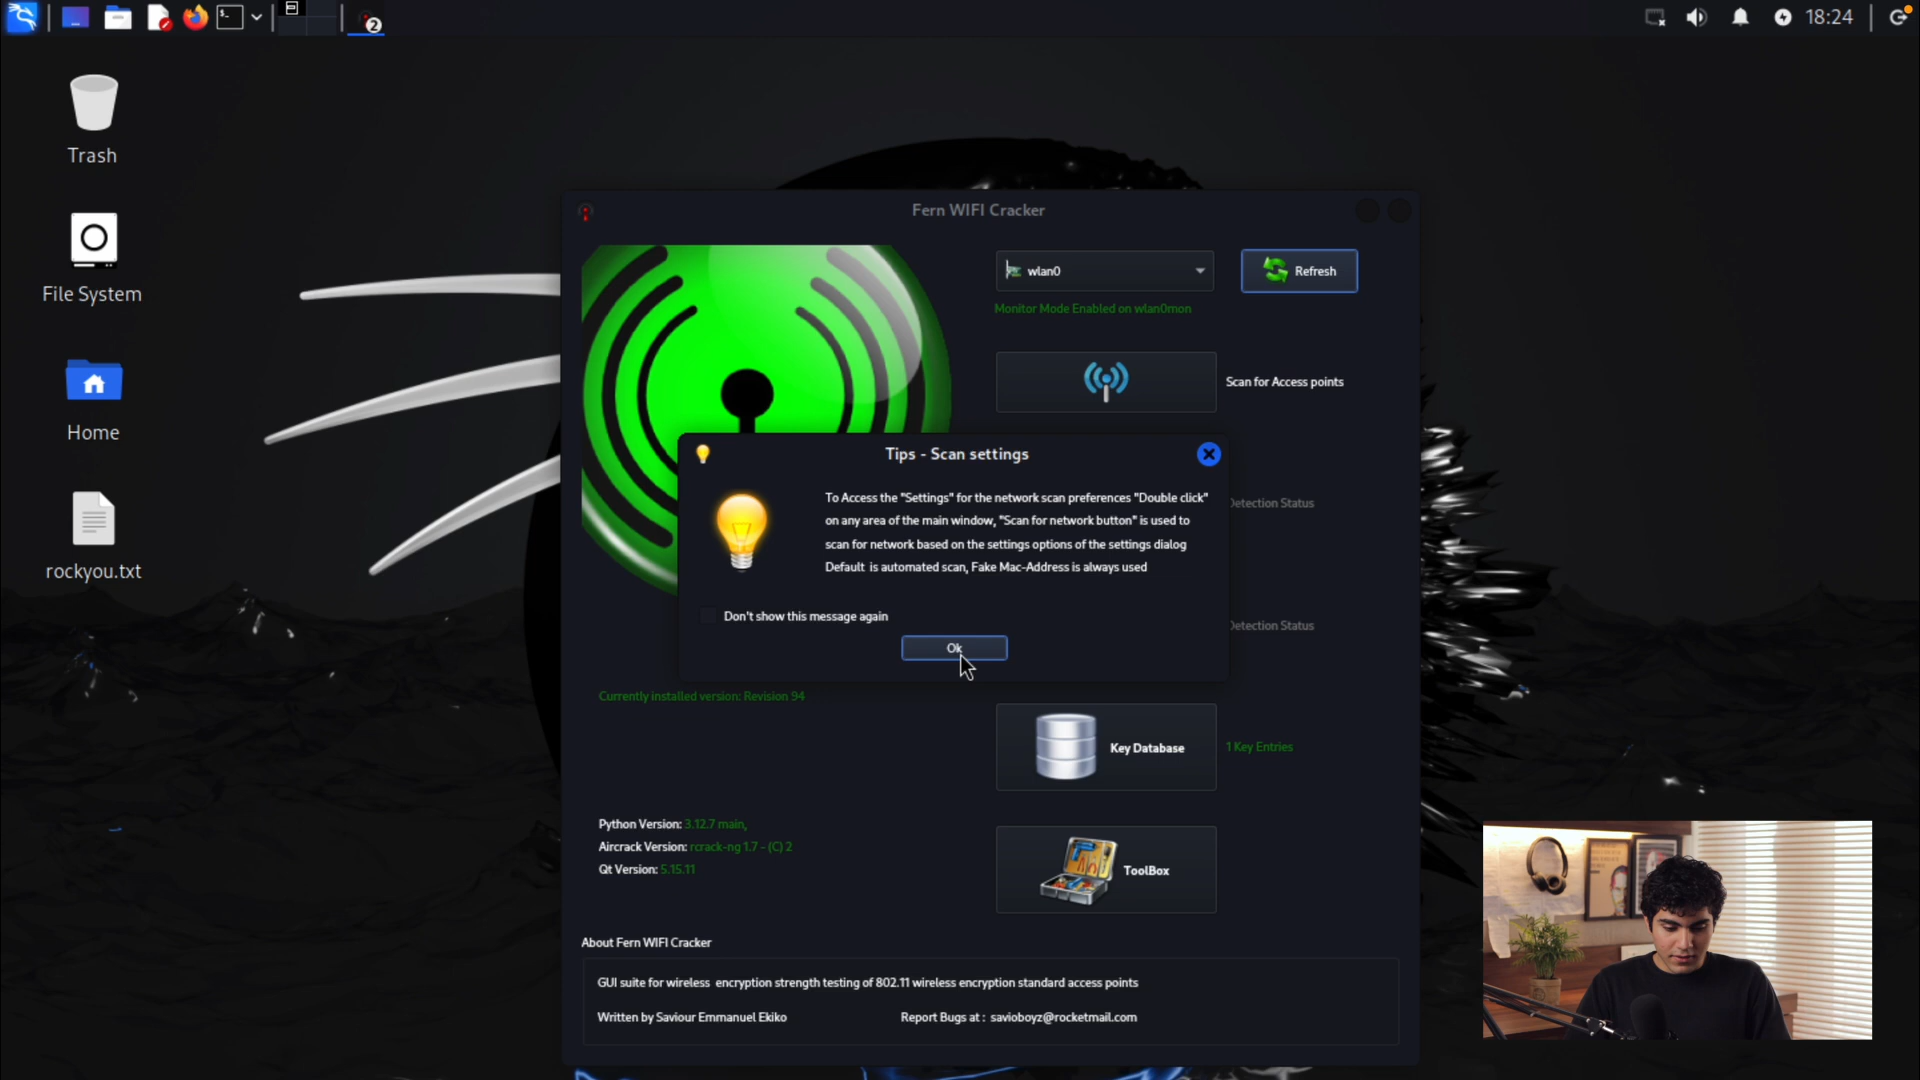 2
18:24
Trash
File System
Home
rockyou.txt
Fern WIFI Cracker
wlan0
Refresh
Monitor Mode Enabled on wlan0mon
Scan for Access points
Tips - Scan settings
To Access the "Settings" for the network scan preferences "Double click"
on any area of the main window, "Scan for network button" is used to
scan for network based on the settings options of the settings dialog
Default is automated scan, Fake Mac-Address is always used
Don't show this message again
Ok
Detection Status
Detection Status
Currently installed version: Revision 94
Key Database
1 Key Entries
Python Version: 3.12.7 main,
Aircrack Version: rcrack-ng 1.7 - (C) 2
Qt Version: 5.15.11
ToolBox
About Fern WIFI Cracker
GUI suite for wireless encryption strength testing of 802.11 wireless encryption standard access points
Written by Saviour Emmanuel Ekiko
Report Bugs at : savioboyz@rocketmail.com